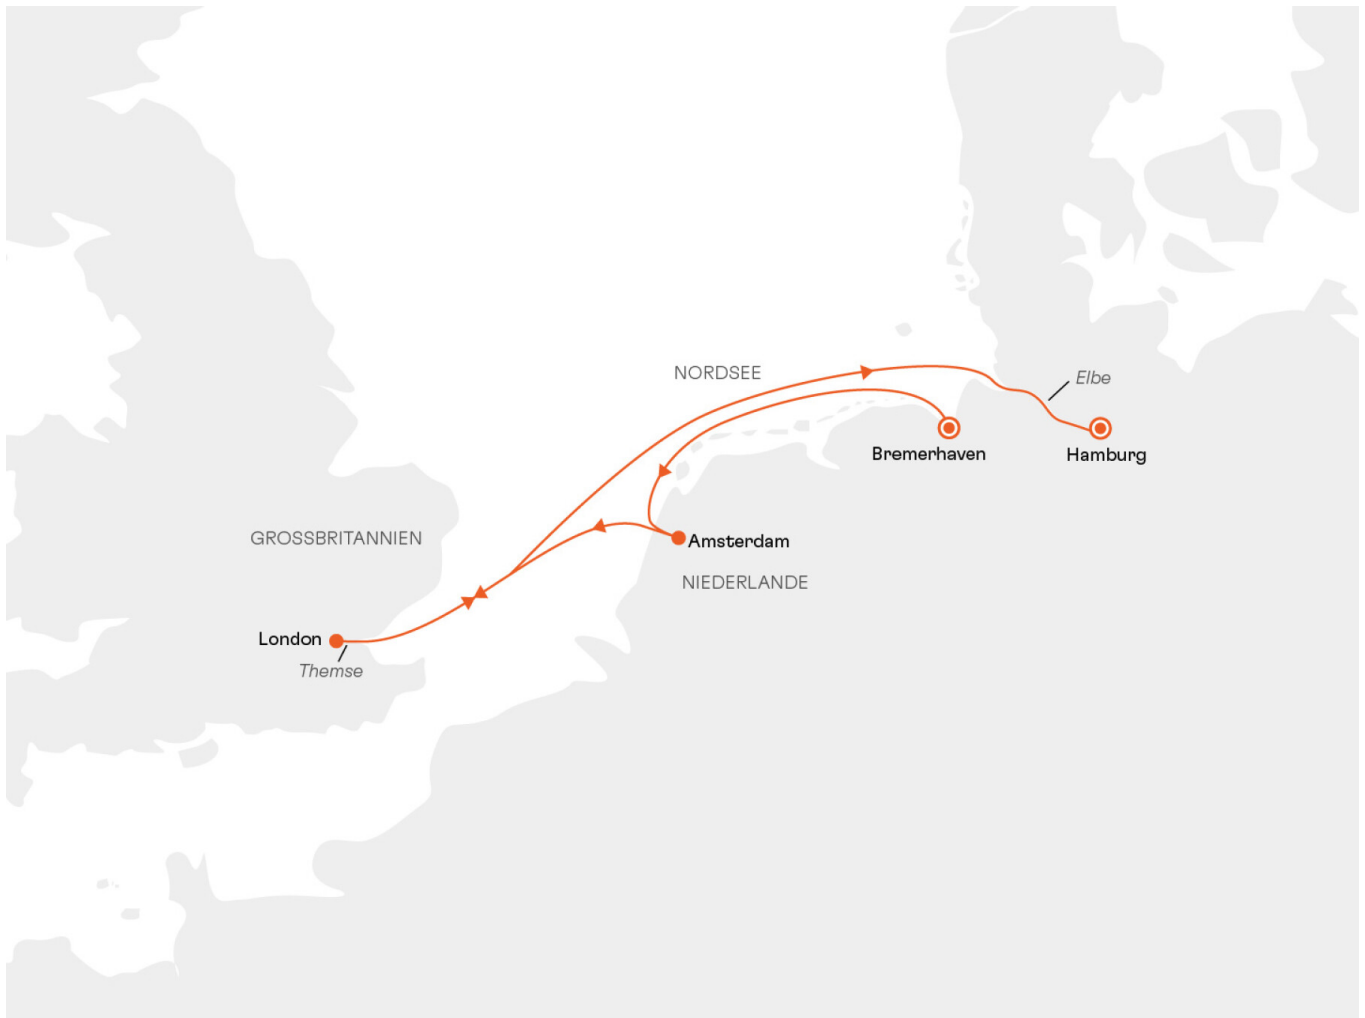 NORDSEE
Elbe
Bremerhaven
Hamburg
GROSSBRITANNIEN
Amsterdam
NIEDERLANDE
London
Themse